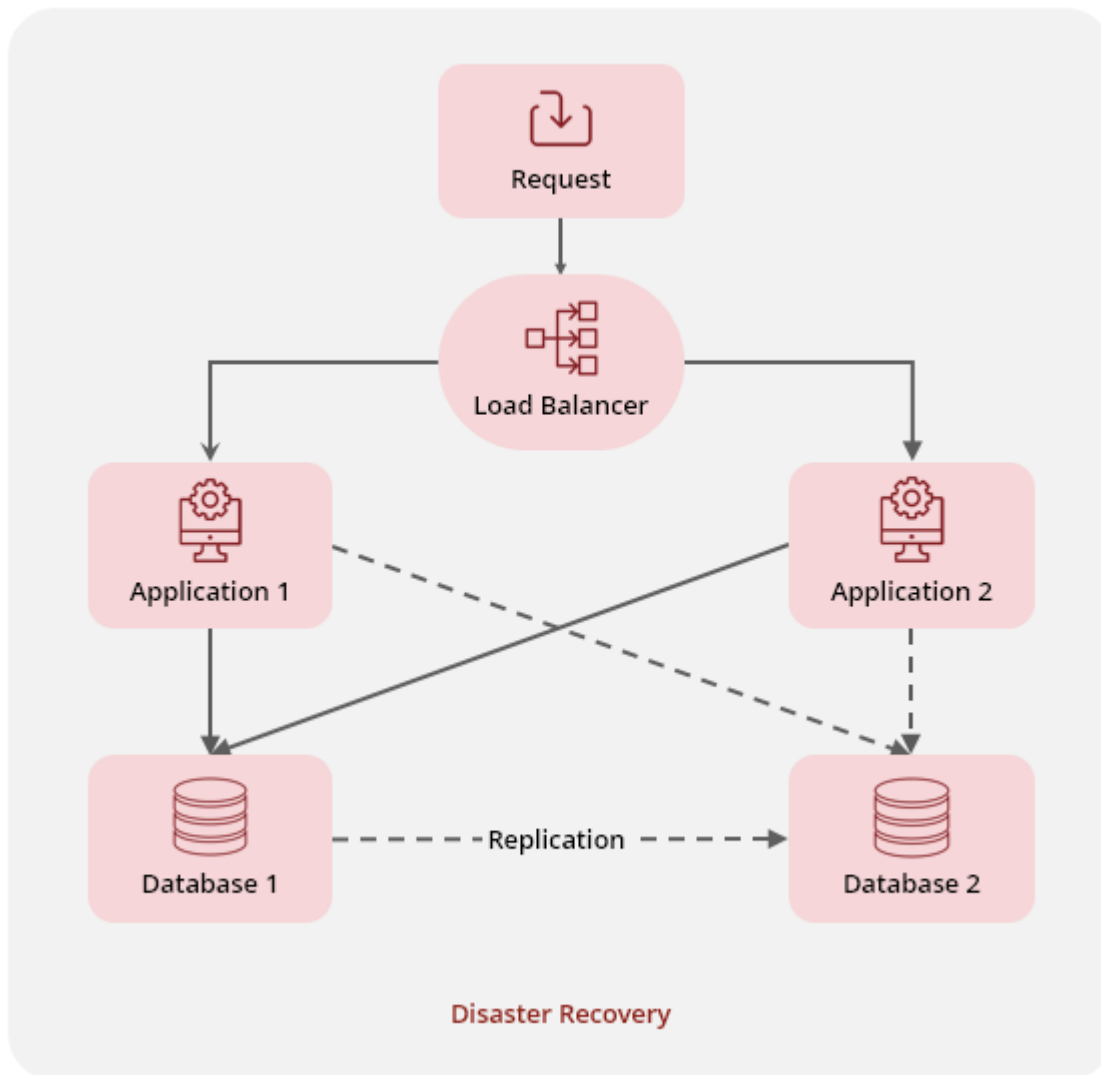 Request
Load Balancer
Application 1
Application 2
Database 1
Replication
Database 2
Disaster Recovery